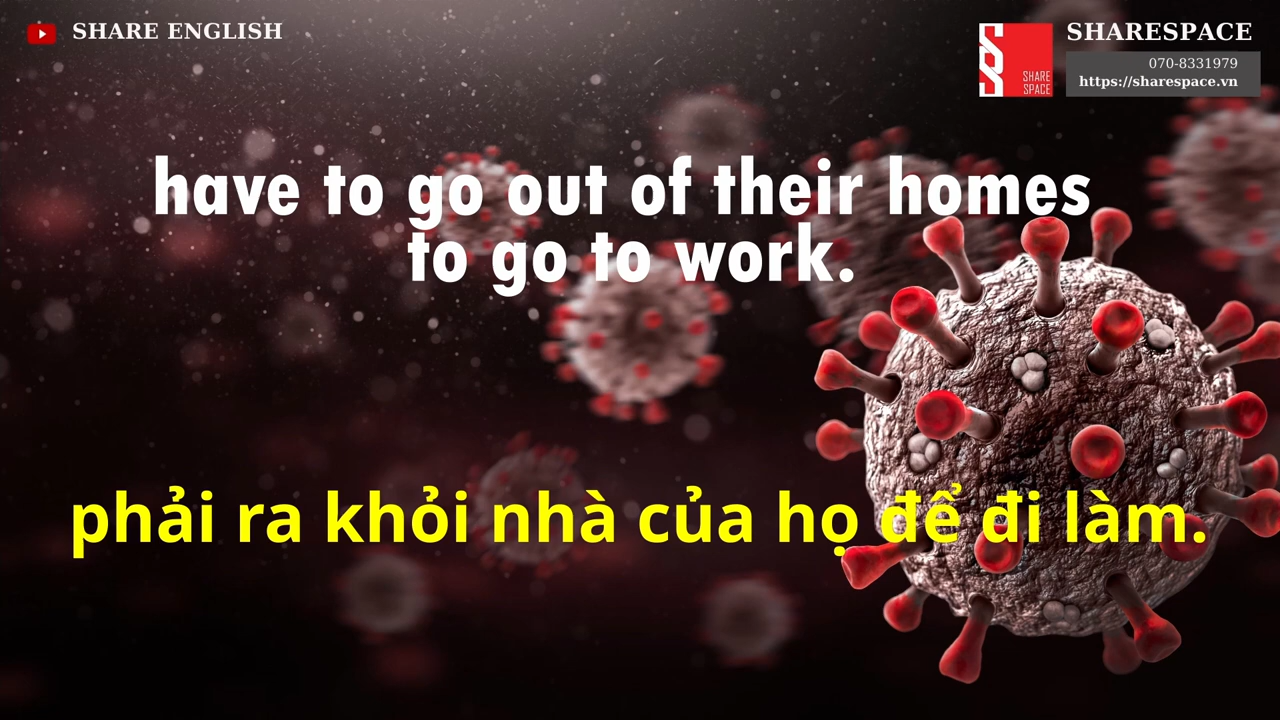 SHARE ENGLISH
SHARESPACE
070-8331979
https://sharespace.vn
SHARE
SPACE
have to go out of their homes
to go to work.
phải ra khỏi nhà của họ để đi làm.